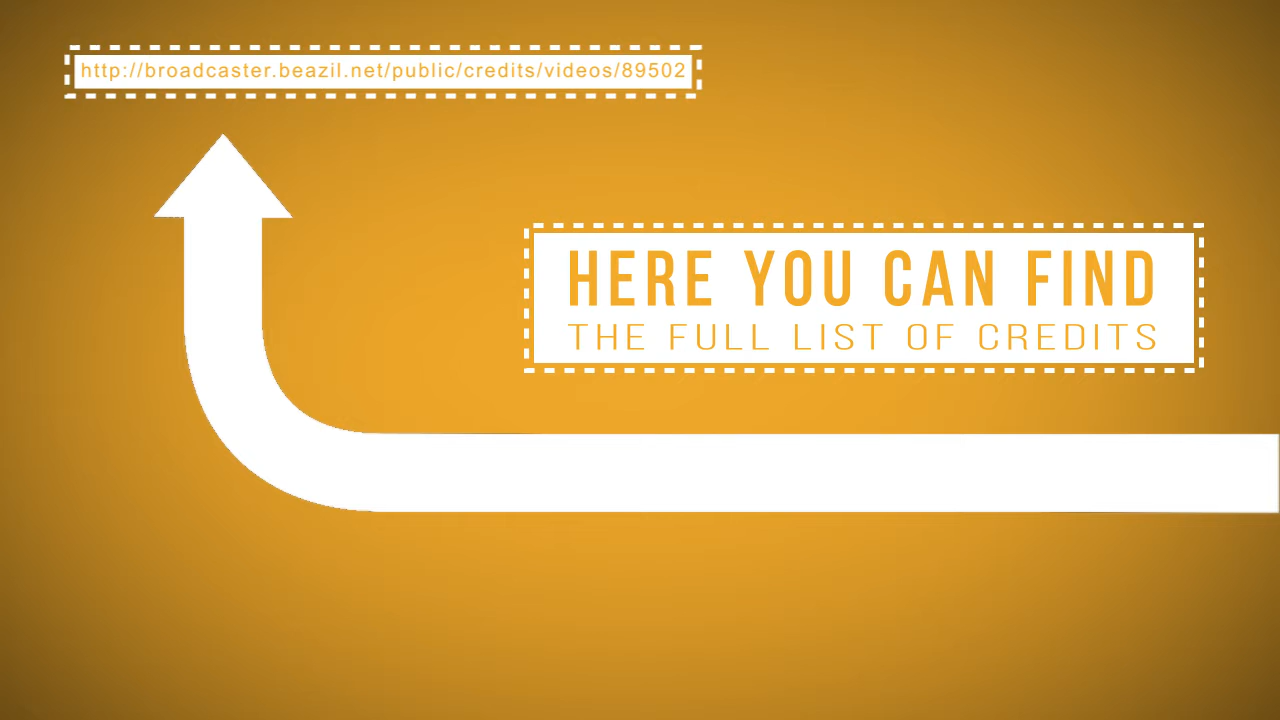 http://broadcaster.beazil.net/public/credits/videos/89502
HERE YOU CAN FIND
THE FULL LIST OF CREDITS